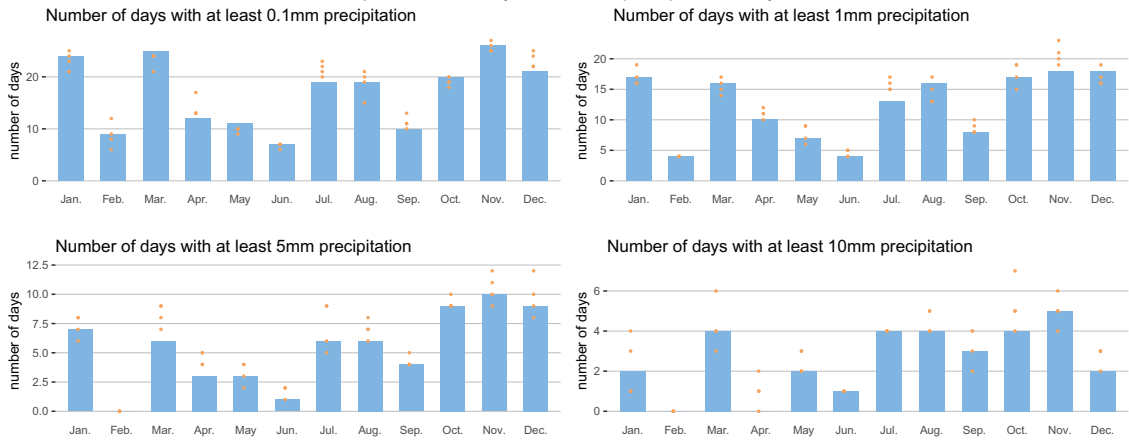 Number of days with at least 0.1mm precipitation
number of days
20
10
0
Jan. Feb. Mar. Apr. May Jun. Jul. Aug. Sep. Oct. Nov. Dec.
Number of days with at least 1mm precipitation
number of days
20
15
10
5
0
Jan. Feb. Mar. Apr. May Jun. Jul. Aug. Sep. Oct. Nov. Dec.
Number of days with at least 5mm precipitation
number of days
12.5
10.0
7.5
5.0
2.5
0.0
Jan. Feb. Mar. Apr. May Jun. Jul. Aug. Sep. Oct. Nov. Dec.
Number of days with at least 10mm precipitation
number of days
6
4
2
0
Jan. Feb. Mar. Apr. May Jun. Jul. Aug. Sep. Oct. Nov. Dec.